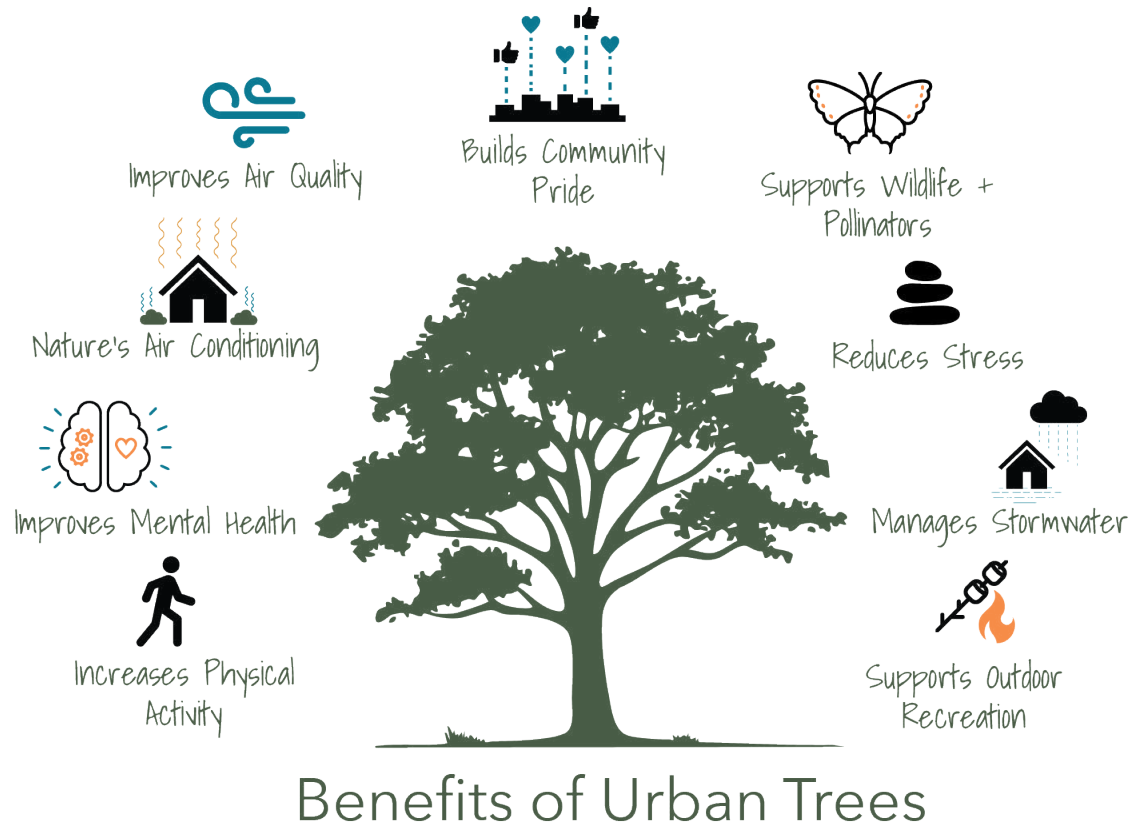 Builds Community
Pride
Improves Air Quality
Supports Wildlife +
Pollinators
Nature's Air Conditioning
Reduces Stress
Improves Mental Health
Manages Stormwater
Increases Physical
Activity
Supports Outdoor
Recreation
Benefits of Urban Trees